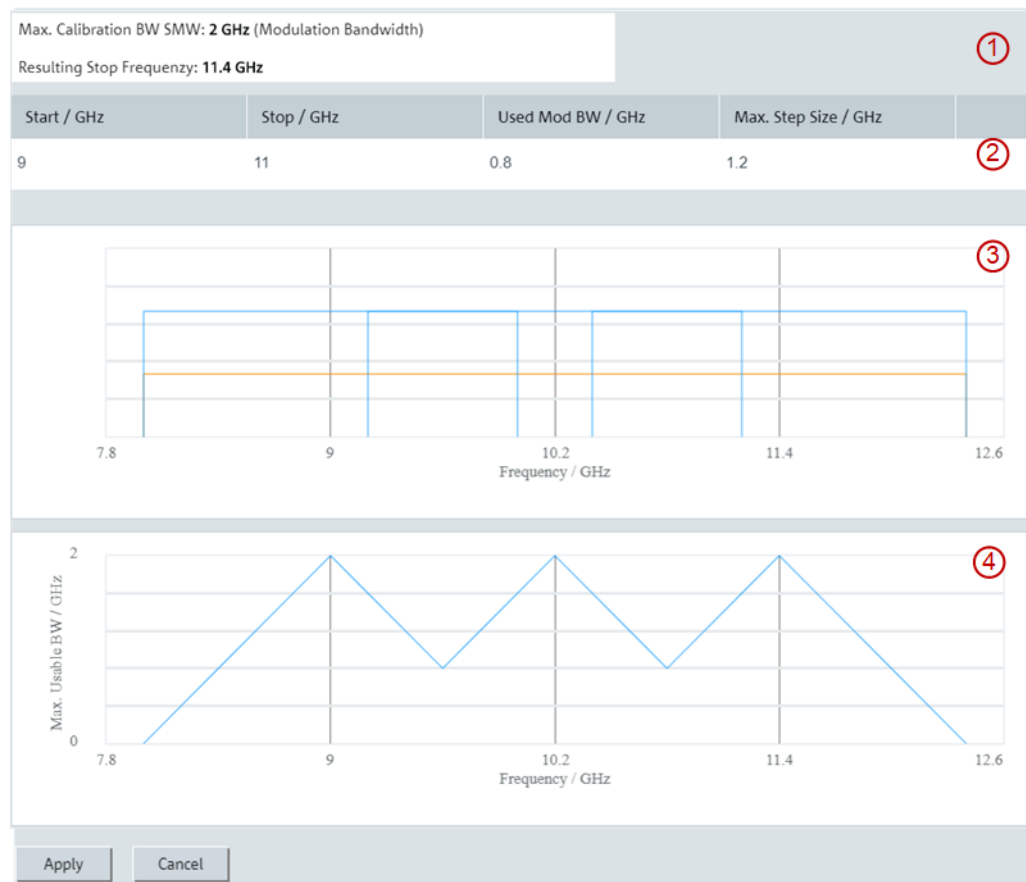 Max. Calibration BW SMW: 2 GHz (Modulation Bandwidth)
1
Resulting Stop Frequenzy: 11.4 GHz
Start / GHz Stop / GHz Used Mod BW / GHz Max. Step Size / GHz
9 11 0.8 1.2 2
3
7.8 9 10.2 11.4 12.6
Frequency / GHz
4
2
Max. Usable BW / GHz
0
7.8 9 10.2 11.4 12.6
Frequency / GHz
Apply Cancel